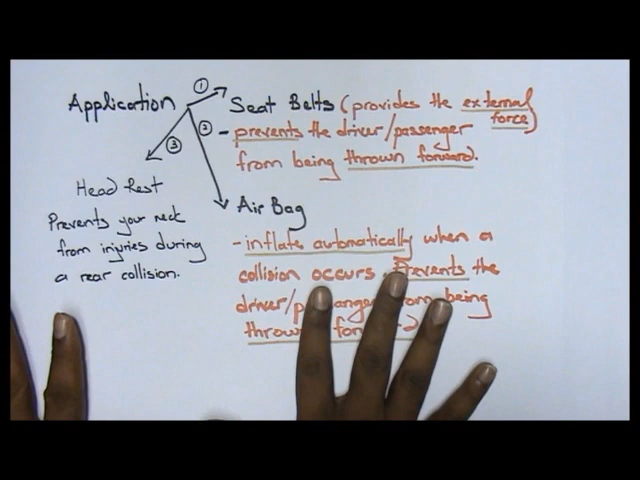 Application
①
②
③
Seat Belts (provides the external force)
- prevents the driver/passenger
from being thrown forward.
Air Bag
- inflate automatically when a
collision occurs. Prevents the
driver/ from being
thrown
Head Rest
Prevents your neck
from injuries during
a rear collision.